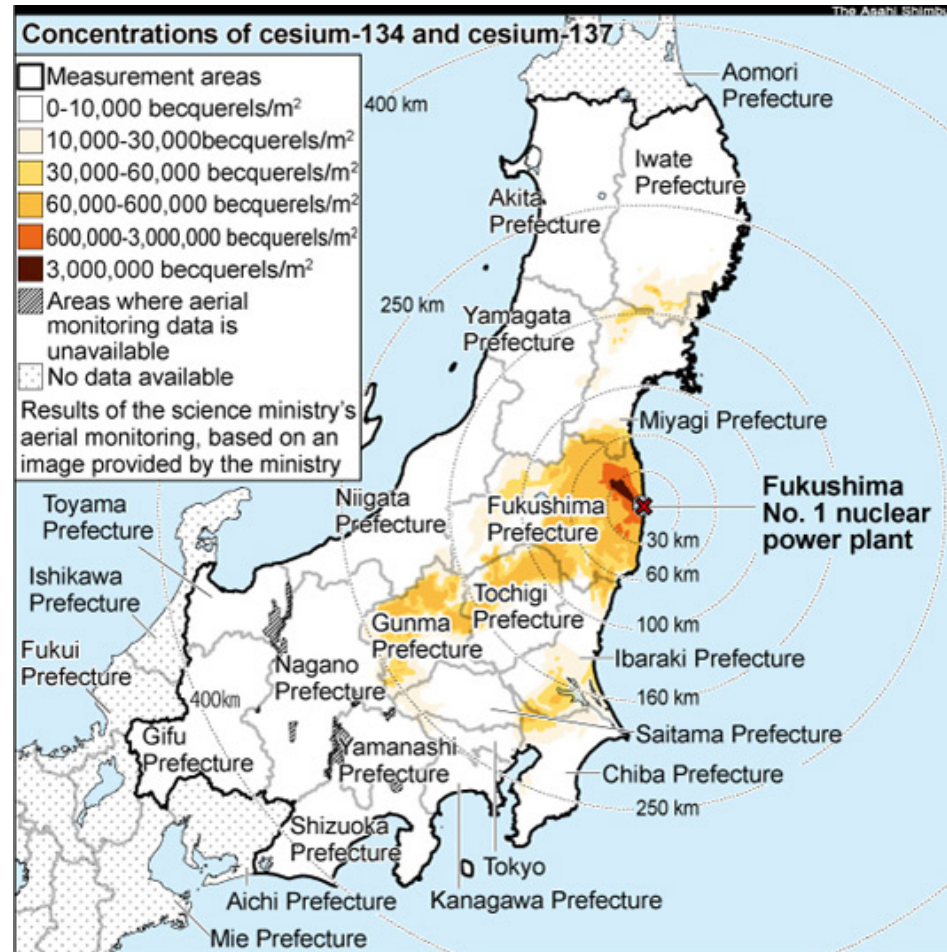 The Asahi Shimbu
Concentrations of cesium-134 and cesium-137
Measurement areas
0-10,000 becquerels/m²
10,000-30,000becquerels/m²
30,000-60,000 becquerels/m²
60,000-600,000 becquerels/m²
600,000-3,000,000 becquerels/m²
3,000,000 becquerels/m²
Areas where aerial
monitoring data is
unavailable
No data available
Results of the science ministry's
aerial monitoring, based on an
image provided by the ministry
400 km
Aomori
Prefecture
Iwate
Prefecture
Akita
Prefecture
250 km
Yamagata
Prefecture
Miyagi Prefecture
Toyama
Prefecture
Niigata
Prefecture
Fukushima
Prefecture
Fukushima
No. 1 nuclear
power plant
30 km
60 km
Ishikawa
Prefecture
Tochigi
Prefecture
100 km
Gunma
Prefecture
Fukui
Prefecture
Nagano
Prefecture
Ibaraki Prefecture
160 km
400km
Gifu
Prefecture
Saitama Prefecture
Yamanashi
Prefecture
Chiba Prefecture
250 km
Shizuoka
Prefecture
Tokyo
Aichi Prefecture
Kanagawa Prefecture
Mie Prefecture